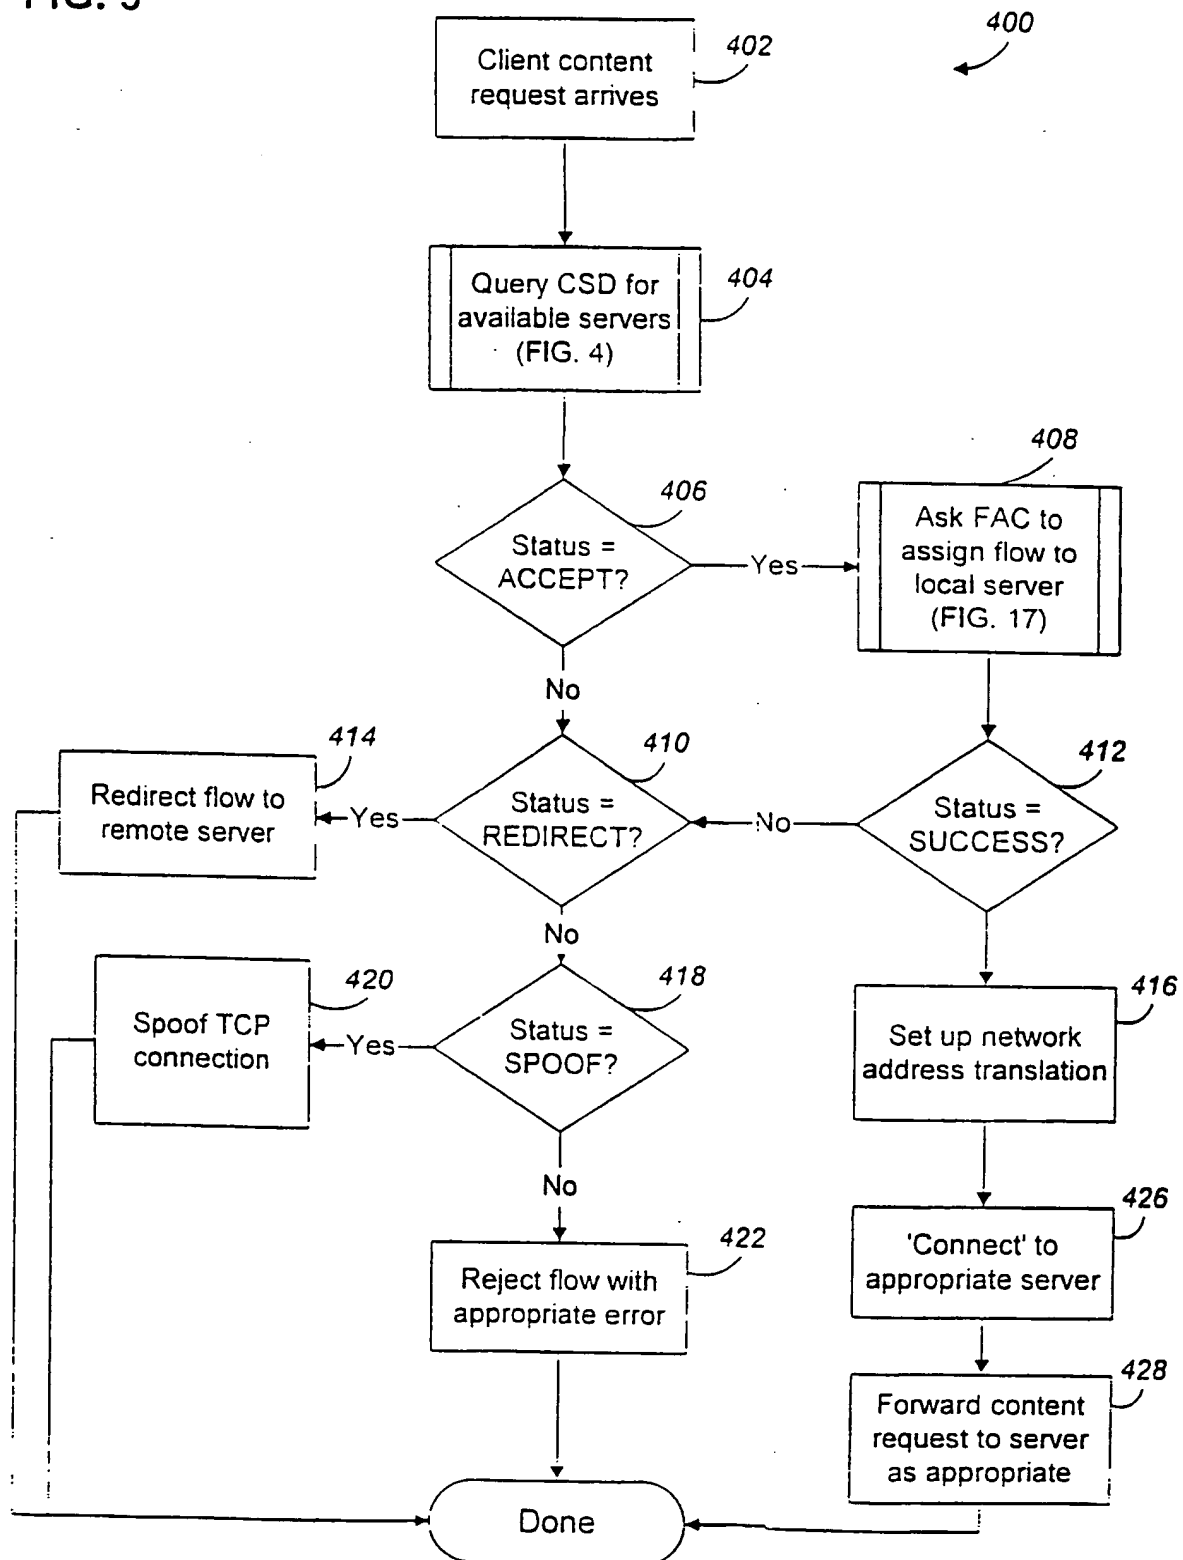 400
Client content
request arrives
402
Query CSD for
available servers
(FIG. 4)
404
Status =
ACCEPT?
406
Yes
Ask FAC to
assign flow to
local server
(FIG. 17)
408
No
Redirect flow to
remote server
414
Yes
Status =
REDIRECT?
410
No
Status =
SUCCESS?
412
No
Spoof TCP
connection
420
Yes
Status =
SPOOF?
418
Set up network
address translation
416
No
Reject flow with
appropriate error
422
'Connect' to
appropriate server
426
Forward content
request to server
as appropriate
428
Done